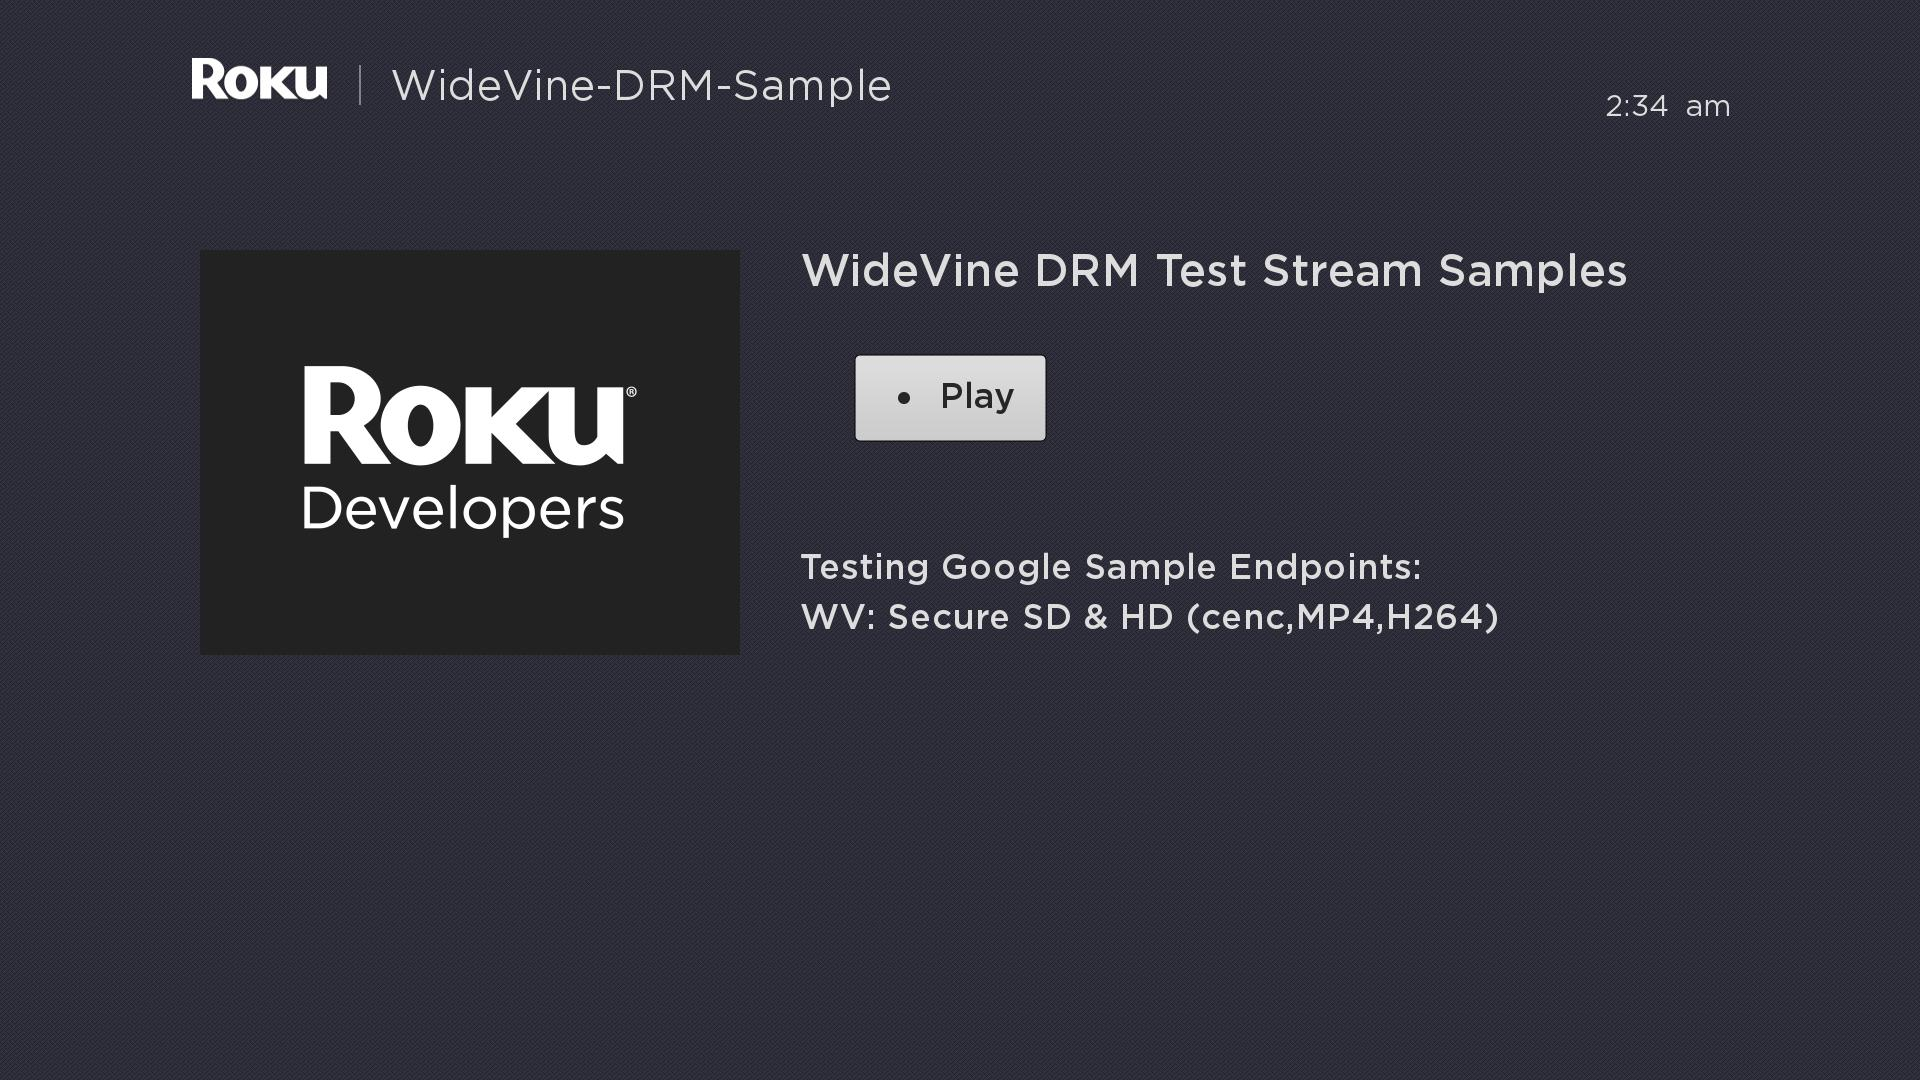 Roku | WideVine-DRM-Sample
2:34 am
Roku®
Developers
WideVine DRM Test Stream Samples
• Play
Testing Google Sample Endpoints:
WV: Secure SD & HD (cenc,MP4,H264)